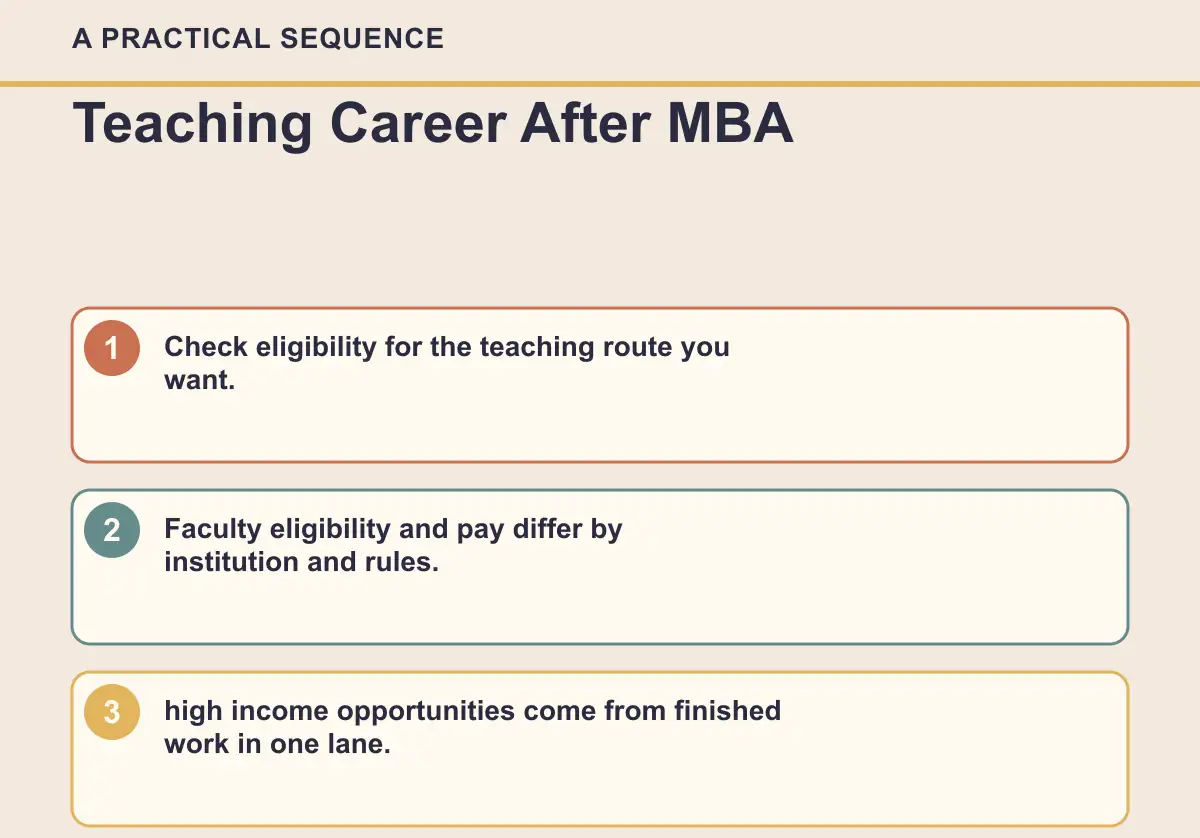 A PRACTICAL SEQUENCE
Teaching Career After MBA
1
Check eligibility for the teaching route you
want.
2
Faculty eligibility and pay differ by
institution and rules.
3
high income opportunities come from finished
work in one lane.